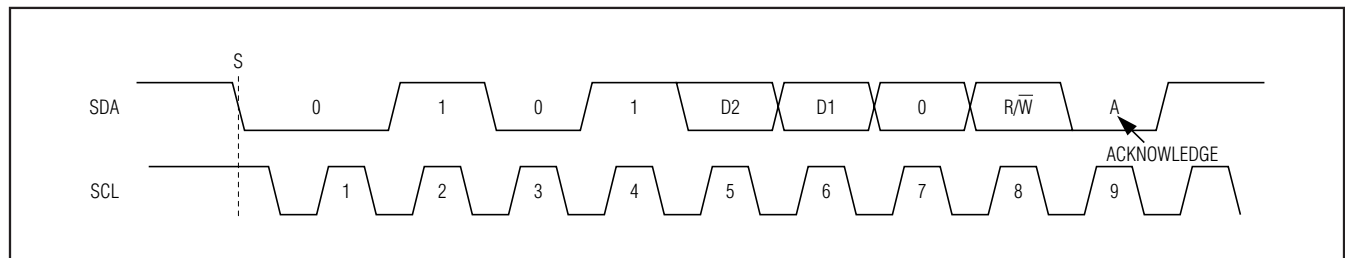 S
SDA 0 1 0 1 D2 D1 0 R/W̅ A
ACKNOWLEDGE
SCL 1 2 3 4 5 6 7 8 9